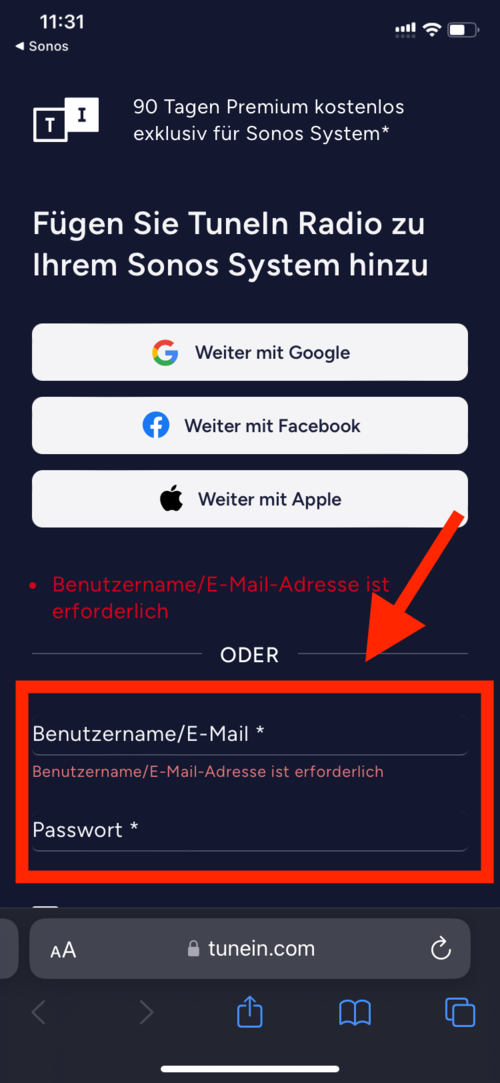 11:31
◀ Sonos
T I
90 Tagen Premium kostenlos
exklusiv für Sonos System*
Fügen Sie TuneIn Radio zu
Ihrem Sonos System hinzu
Weiter mit Google
Weiter mit Facebook
Weiter mit Apple
• Benutzername/E-Mail-Adresse ist
erforderlich
ODER
Benutzername/E-Mail *
Benutzername/E-Mail-Adresse ist erforderlich
Passwort *
AA
tunein.com